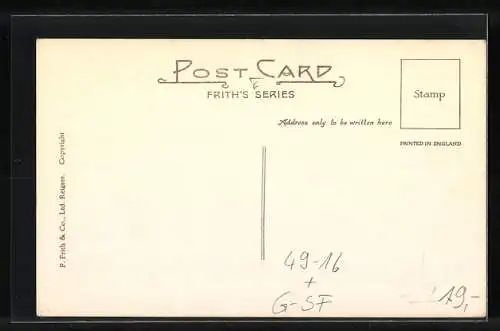 POST CARD
FRITH'S SERIES
Address only to be written here
Stamp
PRINTED IN ENGLAND
F. Frith & Co., Ltd. Reigate. Copyright
49-16
+
G-SF
19,-